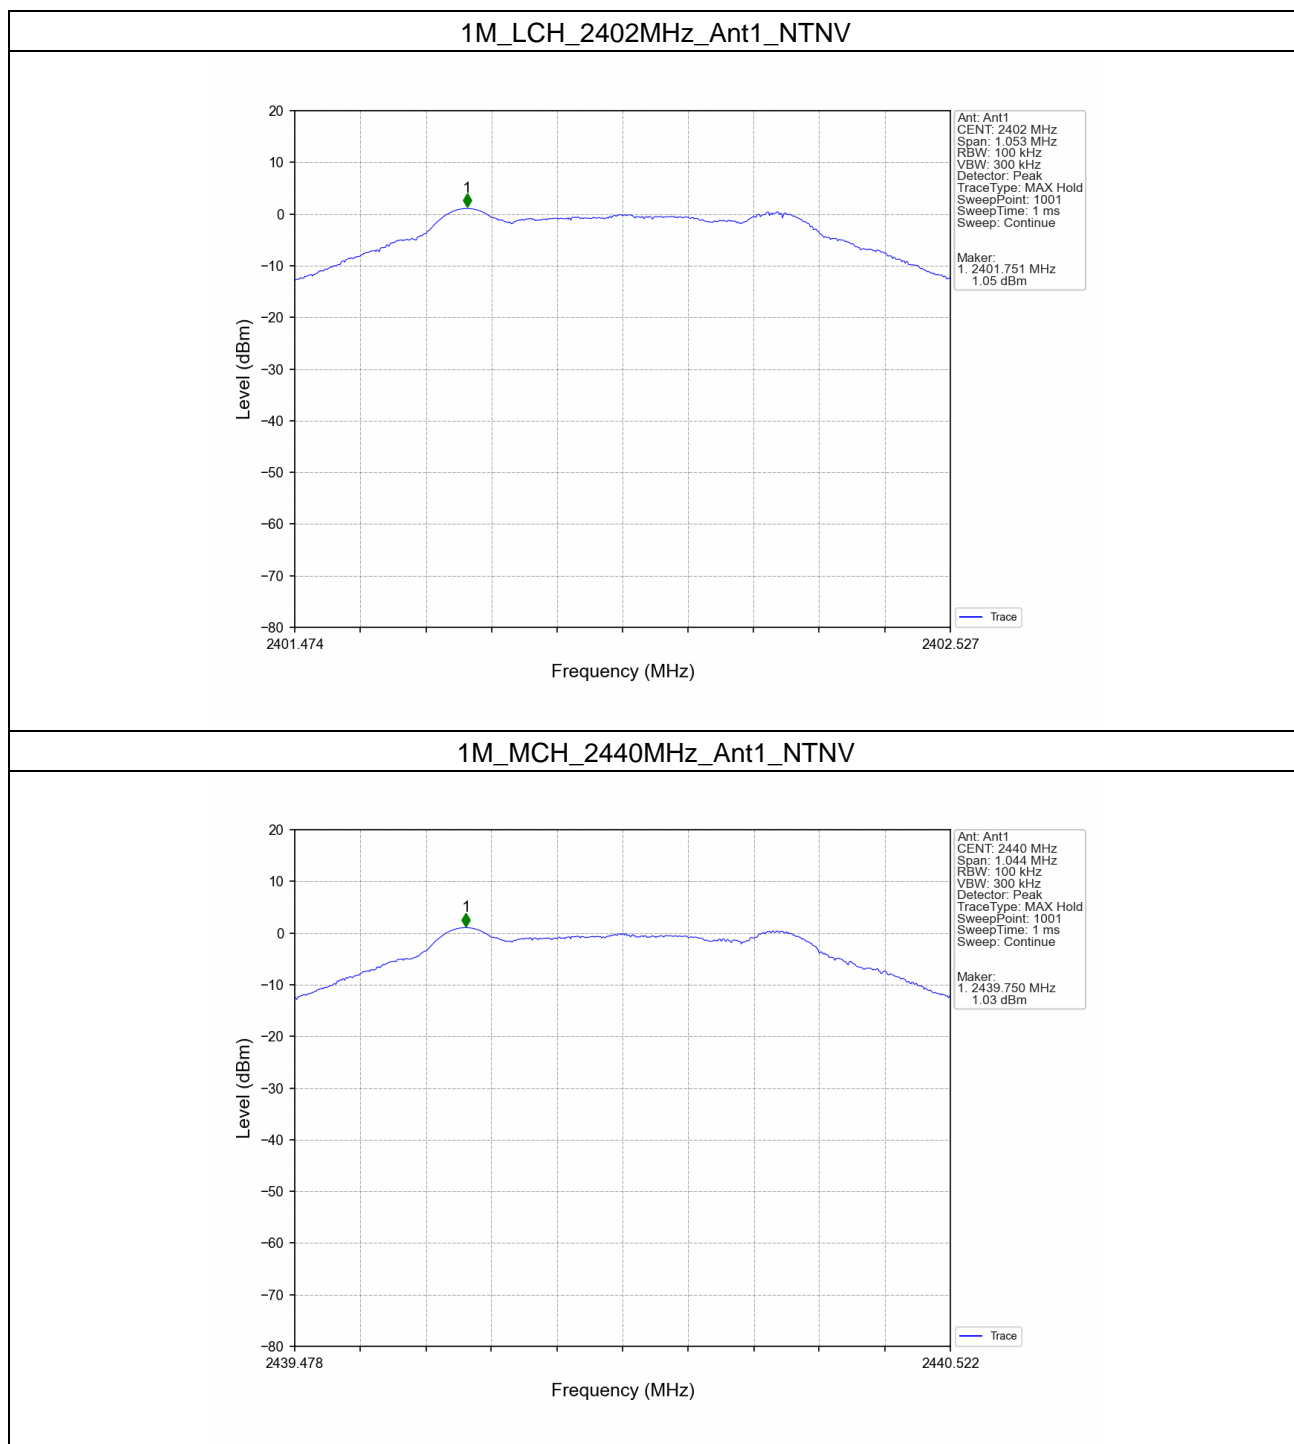 1M_LCH_2402MHz_Ant1_NTNV
20
10
0
−10
−20
−30
−40
−50
−60
−70
−80
Level (dBm)
1
2401.474
2402.527
Frequency (MHz)
Ant: Ant1
CENT: 2402 MHz
Span: 1.053 MHz
RBW: 100 kHz
VBW: 300 kHz
Detector: Peak
TraceType: MAX Hold
SweepPoint: 1001
SweepTime: 1 ms
Sweep: Continue
Maker:
1. 2401.751 MHz
1.05 dBm
Trace
1M_MCH_2440MHz_Ant1_NTNV
20
10
0
−10
−20
−30
−40
−50
−60
−70
−80
Level (dBm)
1
2439.478
2440.522
Frequency (MHz)
Ant: Ant1
CENT: 2440 MHz
Span: 1.044 MHz
RBW: 100 kHz
VBW: 300 kHz
Detector: Peak
TraceType: MAX Hold
SweepPoint: 1001
SweepTime: 1 ms
Sweep: Continue
Maker:
1. 2439.750 MHz
1.03 dBm
Trace